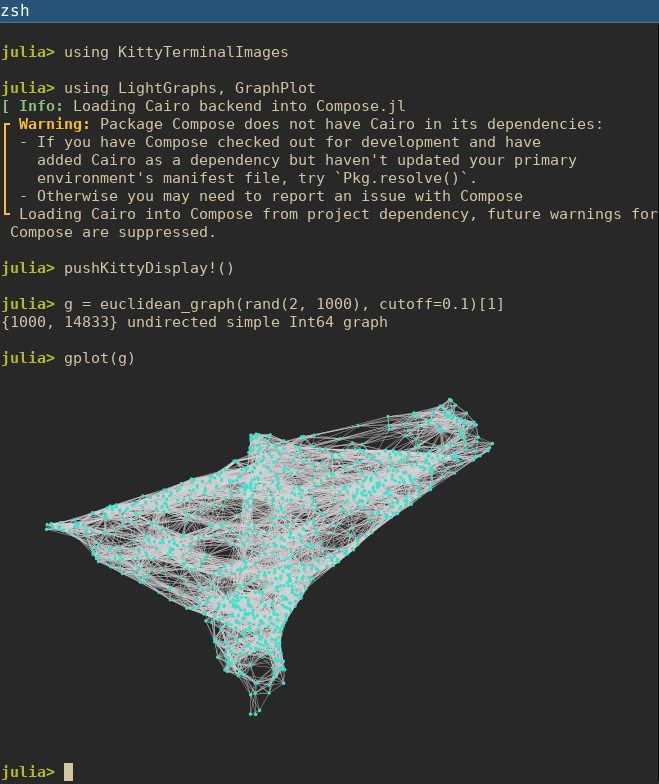 zsh
julia> using KittyTerminalImages
julia> using LightGraphs, GraphPlot
[ Info: Loading Cairo backend into Compose.jl
┌ Warning: Package Compose does not have Cairo in its dependencies:
│ - If you have Compose checked out for development and have
│   added Cairo as a dependency but haven't updated your primary
│   environment's manifest file, try `Pkg.resolve()`.
│ - Otherwise you may need to report an issue with Compose
└ Loading Cairo into Compose from project dependency, future warnings for
 Compose are suppressed.
julia> pushKittyDisplay!()
julia> g = euclidean_graph(rand(2, 1000), cutoff=0.1)[1]
{1000, 14833} undirected simple Int64 graph
julia> gplot(g)
julia>